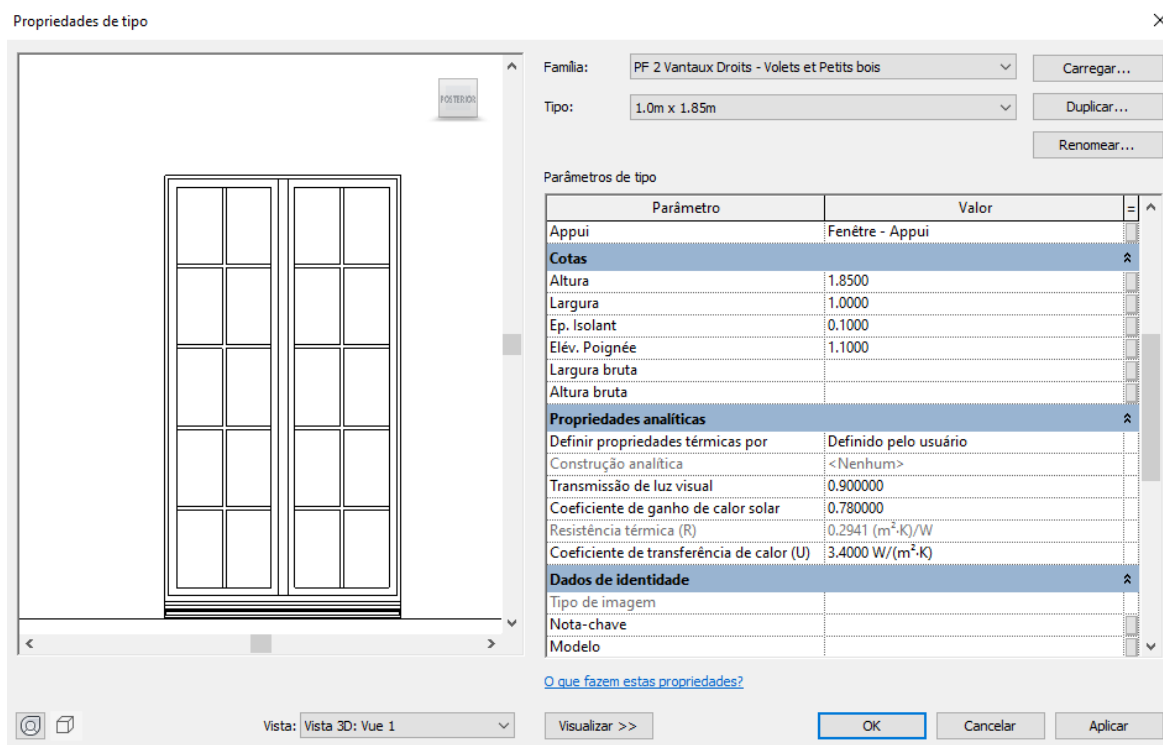 Propriedades de tipo
POSTERIOR
Família: PF 2 Vantaux Droits - Volets et Petits bois Carregar...
Tipo: 1.0m x 1.85m Duplicar...
Renomear...
Parâmetros de tipo
Parâmetro Valor =
Appui Fenêtre - Appui
Cotas
Altura 1.8500
Largura 1.0000
Ep. Isolant 0.1000
Elév. Poignée 1.1000
Largura bruta
Altura bruta
Propriedades analíticas
Definir propriedades térmicas por Definido pelo usuário
Construção analítica <Nenhum>
Transmissão de luz visual 0.900000
Coeficiente de ganho de calor solar 0.780000
Resistência térmica (R) 0.2941 (m²·K)/W
Coeficiente de transferência de calor (U) 3.4000 W/(m²·K)
Dados de identidade
Tipo de imagem
Nota-chave
Modelo
O que fazem estas propriedades?
Vista: Vista 3D: Vue 1 Visualizar >> OK Cancelar Aplicar